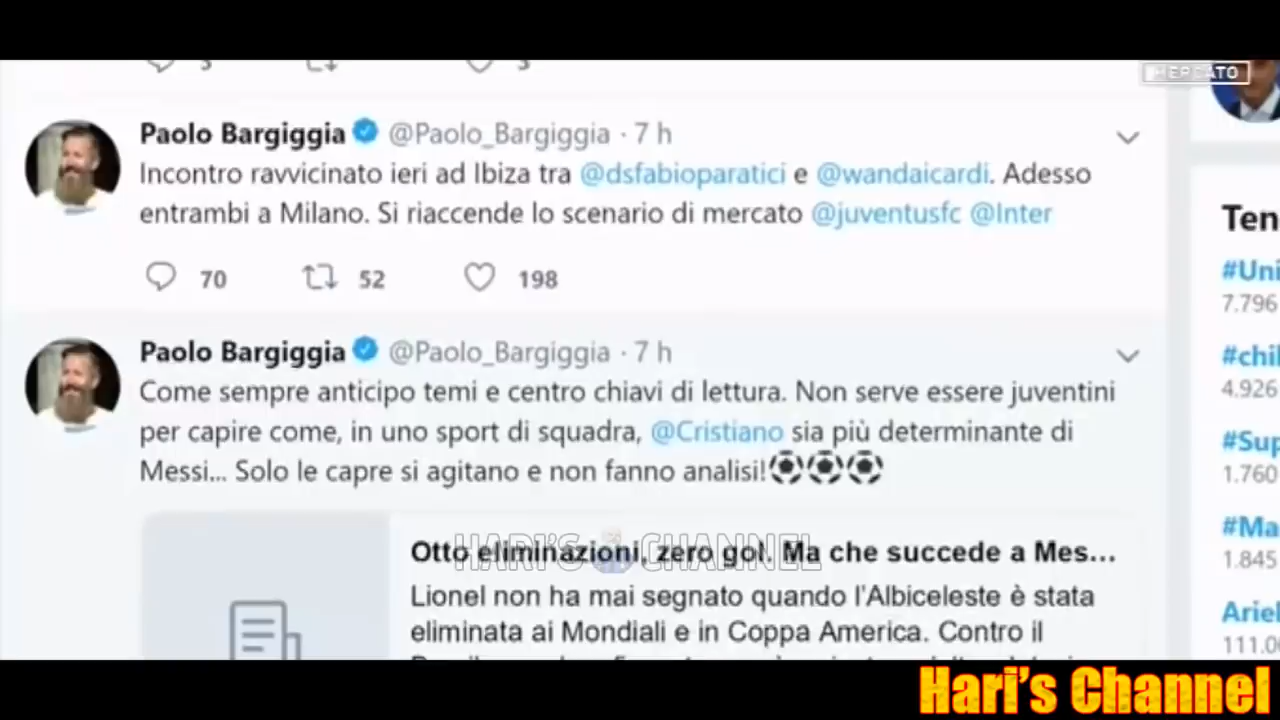 3 3
MERCATO
Paolo Bargiggia @Paolo_Bargiggia · 7 h
Incontro ravvicinato ieri ad Ibiza tra @dsfabioparatici e @wandaicardi. Adesso
entrambi a Milano. Si riaccende lo scenario di mercato @juventusfc @Inter
70 52 198
Paolo Bargiggia @Paolo_Bargiggia · 7 h
Come sempre anticipo temi e centro chiavi di lettura. Non serve essere juventini
per capire come, in uno sport di squadra, @Cristiano sia più determinante di
Messi... Solo le capre si agitano e non fanno analisi!⚽⚽⚽
Otto eliminazioni, zero gol. Ma che succede a Mes...
HARI'S CHANNEL
Lionel non ha mai segnato quando l'Albiceleste è stata
eliminata ai Mondiali e in Coppa America. Contro il
Ten
#Uni
7.796
#chil
4.926
#Sup
1.760
#Ma
1.845
Ariel
111.0
Hari's Channel